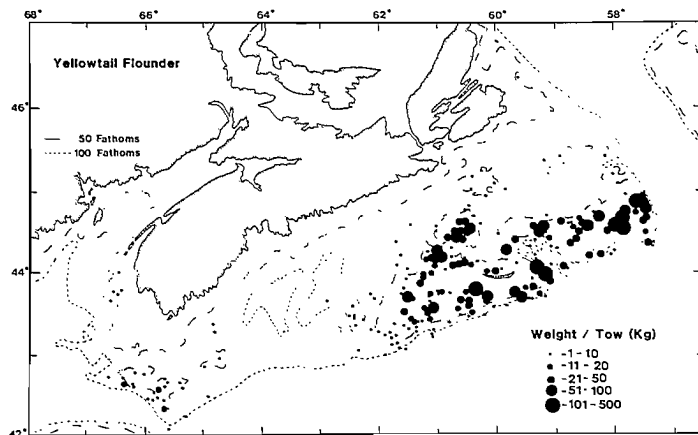 68° 66° 64° 62° 60° 58°
Yellowtail Flounder
46°
50 Fathoms
100 Fathoms
44°
Weight / Tow (Kg)
-1-10
-11-20
-21-50
-51-100
-101-500
42°